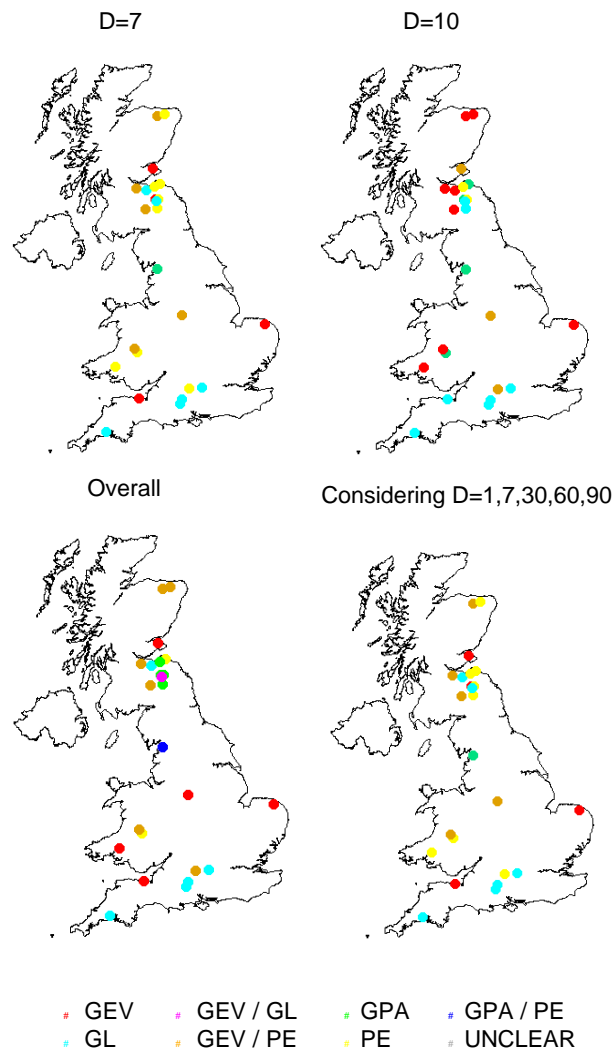 D=7 D=10
Overall Considering D=1,7,30,60,90
# GEV # GEV / GL # GPA # GPA / PE
# GL # GEV / PE # PE # UNCLEAR